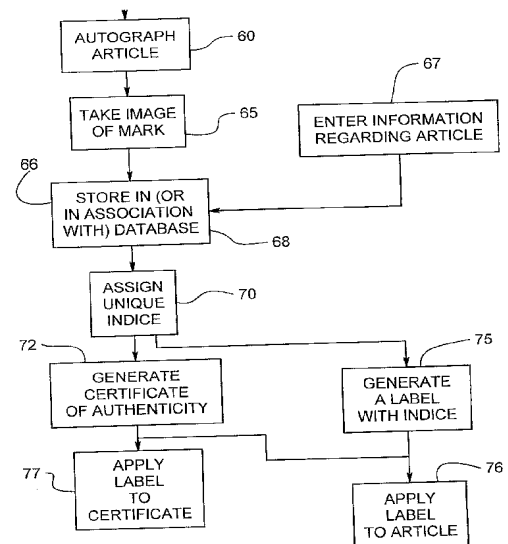 AUTOGRAPH
ARTICLE
60
TAKE IMAGE
OF MARK
65
67
ENTER INFORMATION
REGARDING ARTICLE
66
STORE IN (OR
IN ASSOCIATION
WITH) DATABASE
68
ASSIGN
UNIQUE
INDICE
70
72
GENERATE
CERTIFICATE
OF AUTHENTICITY
75
GENERATE
A LABEL
WITH INDICE
77
APPLY
LABEL
TO
CERTIFICATE
76
APPLY
LABEL
TO ARTICLE